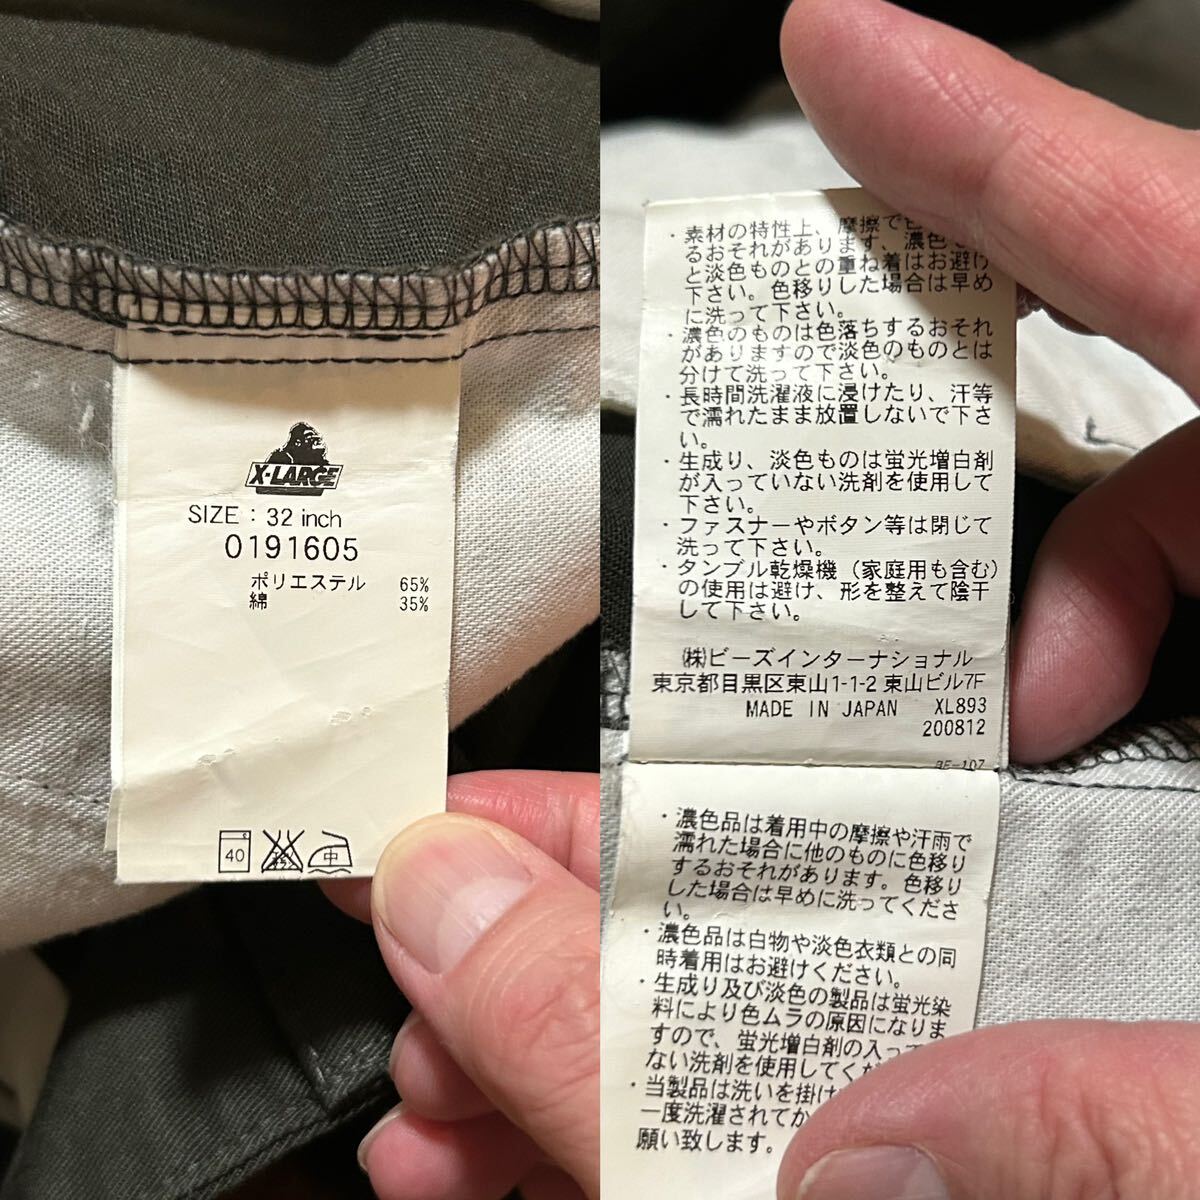 X-LARGE
SIZE : 32 inch
0191605
ポリエステル 65%
綿 35%
40
中
・素材の特性上、摩擦で色
るおそれがあります、濃色
と淡色ものとの重ね着はお避け
下さい。色移りした場合は早め
に洗って下さい。
・濃色のものは色落ちするおそれ
がありますので淡色のものとは
分けて洗って下さい。
・長時間洗濯液に浸けたり、汗等
で濡れたまま放置しないで下さ
い。
・生成り、淡色ものは蛍光増白剤
が入っていない洗剤を使用して
下さい。
・ファスナーやボタン等は閉じて
洗って下さい。
・タンブル乾燥機（家庭用も含む）
の使用は避け、形を整えて陰干
して下さい。
㈱ビーズインターナショナル
東京都目黒区東山1-1-2 東山ビル7F
MADE IN JAPAN XL893
200812
・濃色品は着用中の摩擦や汗雨で
濡れた場合に他のものに色移り
するおそれがあります。色移り
した場合は早めに洗ってくださ
い。
・濃色品は白物や淡色衣類との同
時着用はお避けください。
・生成り及び淡色の製品は蛍光染
料により色ムラの原因になりま
すので、蛍光増白剤の入って
ない洗剤を使用してくだ
・当製品は洗いを掛け
一度洗濯されてか
願い致します。